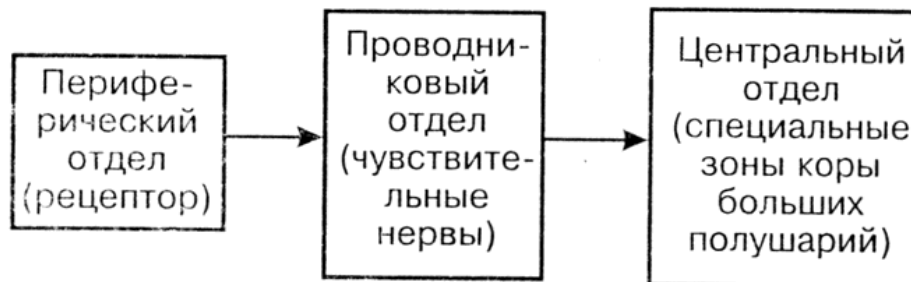 Перифе-
рический
отдел
(рецептор)
Проводни-
ковый
отдел
(чувствите-
льные
нервы)
Центральный
отдел
(специальные
зоны коры
больших
полушарий)